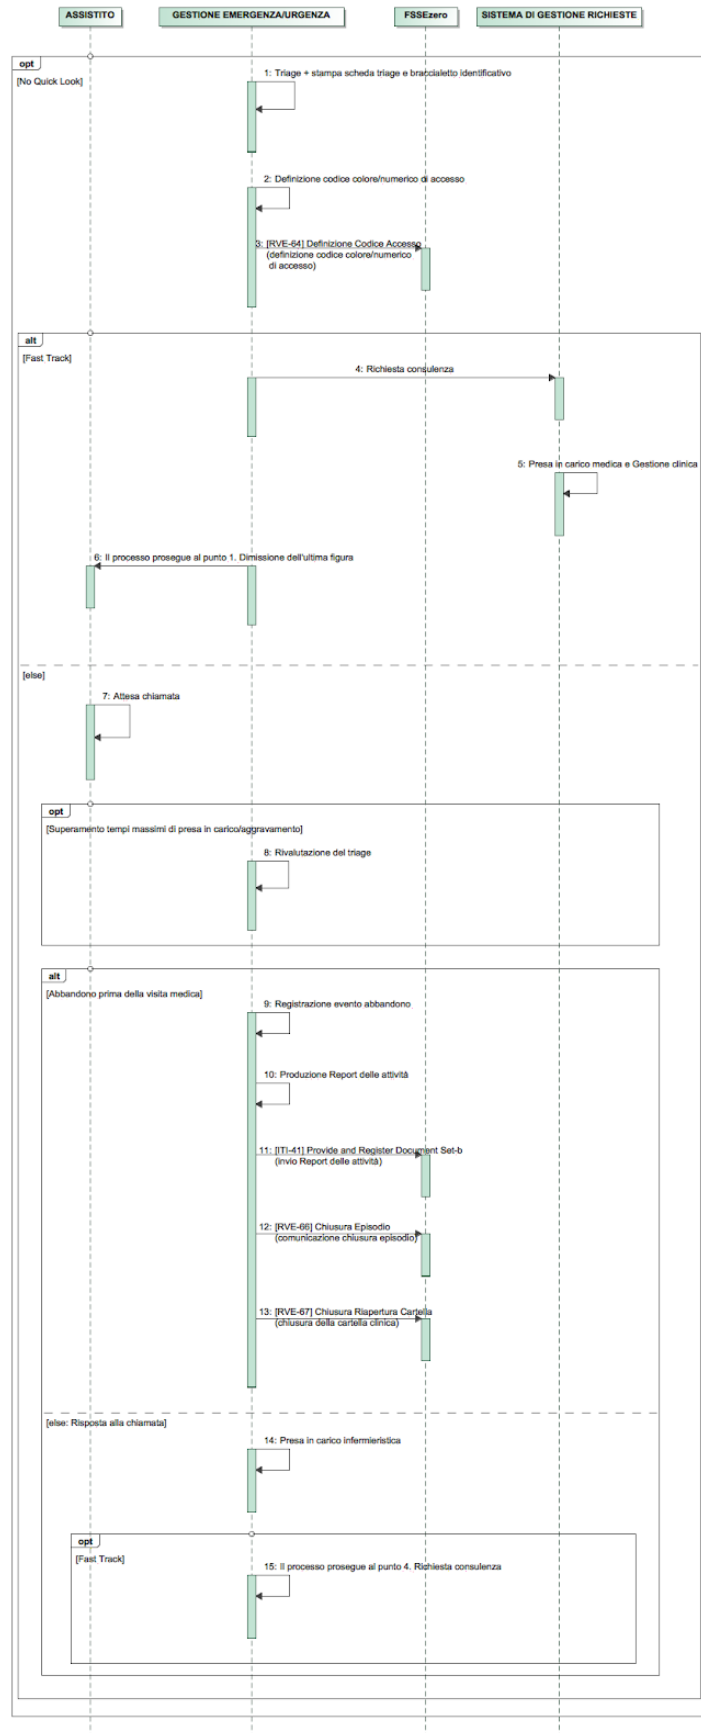 ASSISTITO
GESTIONE EMERGENZA/URGENZA
FSSEzero
SISTEMA DI GESTIONE RICHIESTE
opt
[No Quick Look]
1: Triage + stampa scheda triage e braccialetto identificativo
2: Definizione codice colore/numerico di accesso
3: [RVE-64] Definizione Codice Accesso
(definizione codice colore/numerico
di accesso)
alt
[Fast Track]
4: Richiesta consulenza
5: Presa in carico medica e Gestione clinica
6: Il processo prosegue al punto 1. Dimissione dell'ultima figura
[else]
7: Attesa chiamata
opt
[Superamento tempi massimi di presa in carico/aggravamento]
8: Rivalutazione del triage
alt
[Abbandono prima della visita medica]
9: Registrazione evento abbandono
10: Produzione Report delle attività
11: [ITI-41] Provide and Register Document Set-b
(invio Report delle attività)
12: [RVE-66] Chiusura Episodio
(comunicazione chiusura episodio)
13: [RVE-67] Chiusura Riapertura Cartella
(chiusura della cartella clinica)
[else: Risposta alla chiamata]
14: Presa in carico infermieristica
opt
[Fast Track]
15: Il processo prosegue al punto 4. Richiesta consulenza